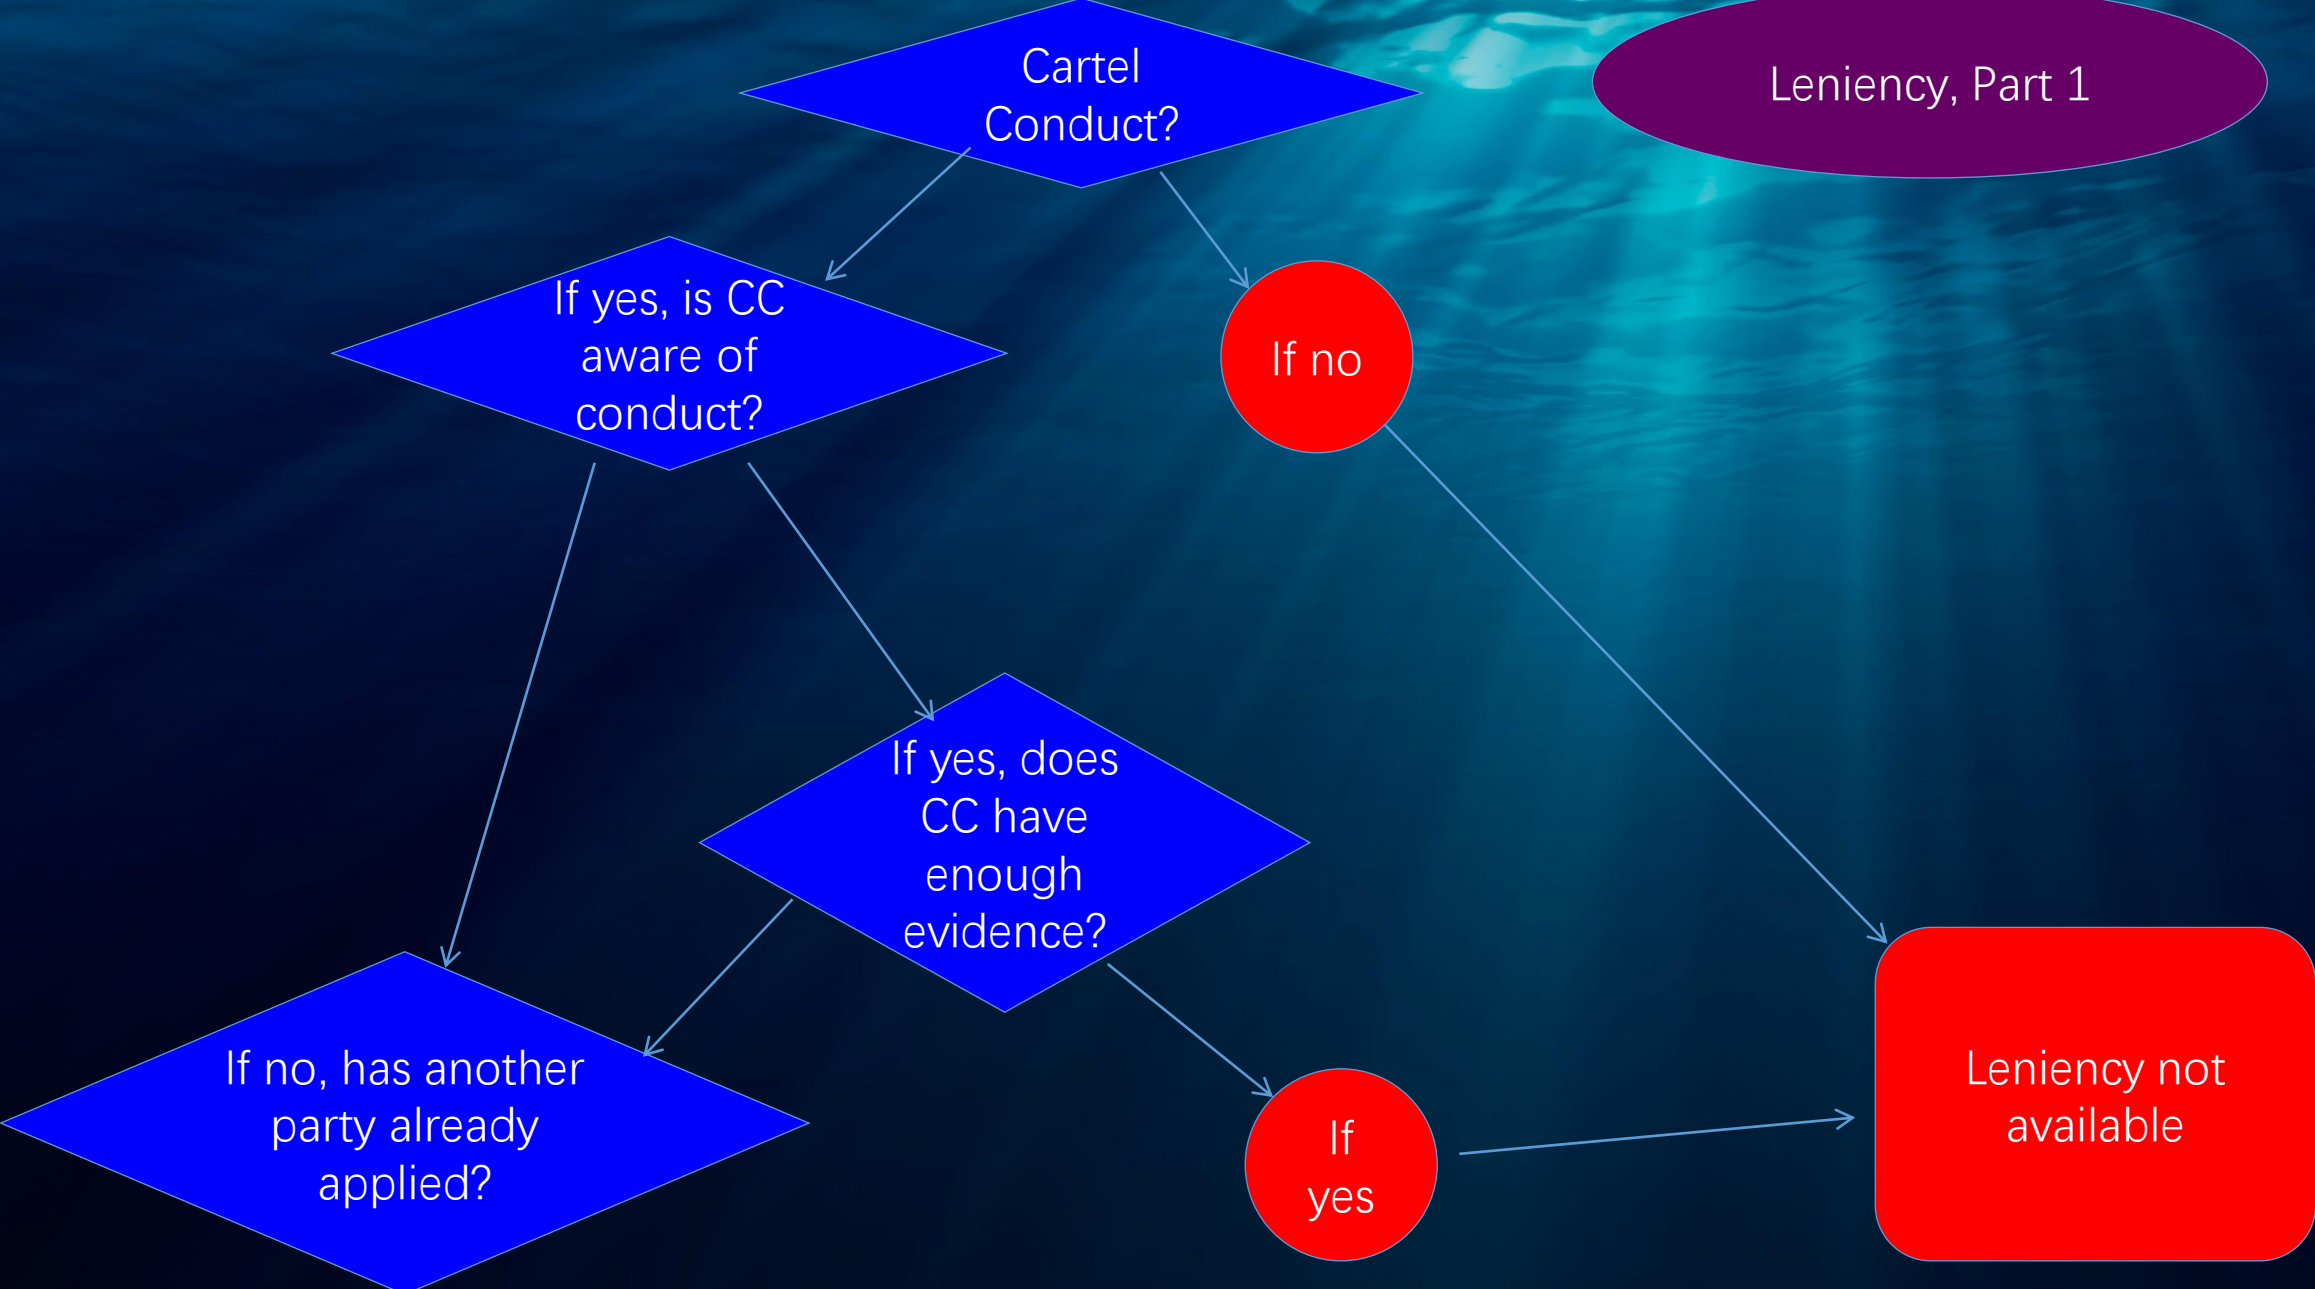 Cartel
Conduct?
Leniency, Part 1
If yes, is CC
aware of
conduct?
If no
If yes, does
CC have
enough
evidence?
If no, has another
party already
applied?
If
yes
Leniency not
available